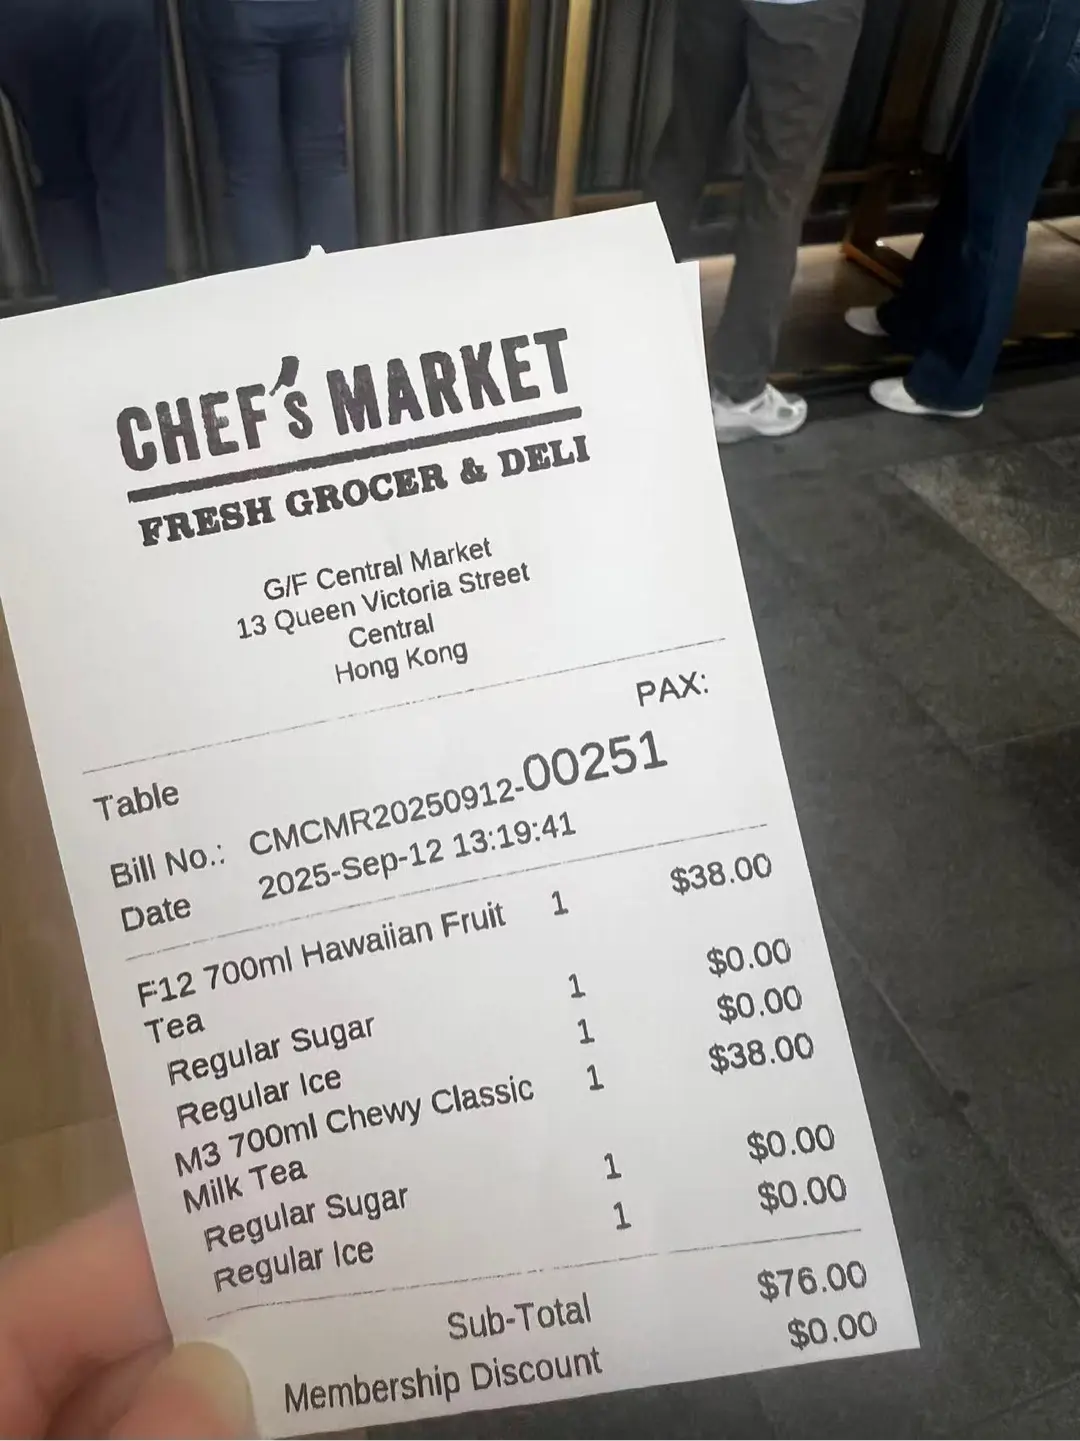 CHEF's MARKET
FRESH GROCER & DELI
G/F Central Market
13 Queen Victoria Street
Central
Hong Kong
PAX:
Table
Bill No.: CMCMR20250912-00251
Date 2025-Sep-12 13:19:41
F12 700ml Hawaiian Fruit 1 $38.00
Tea
Regular Sugar 1 $0.00
Regular Ice 1 $0.00
M3 700ml Chewy Classic 1 $38.00
Milk Tea
Regular Sugar 1 $0.00
Regular Ice 1 $0.00
Sub-Total $76.00
Membership Discount $0.00